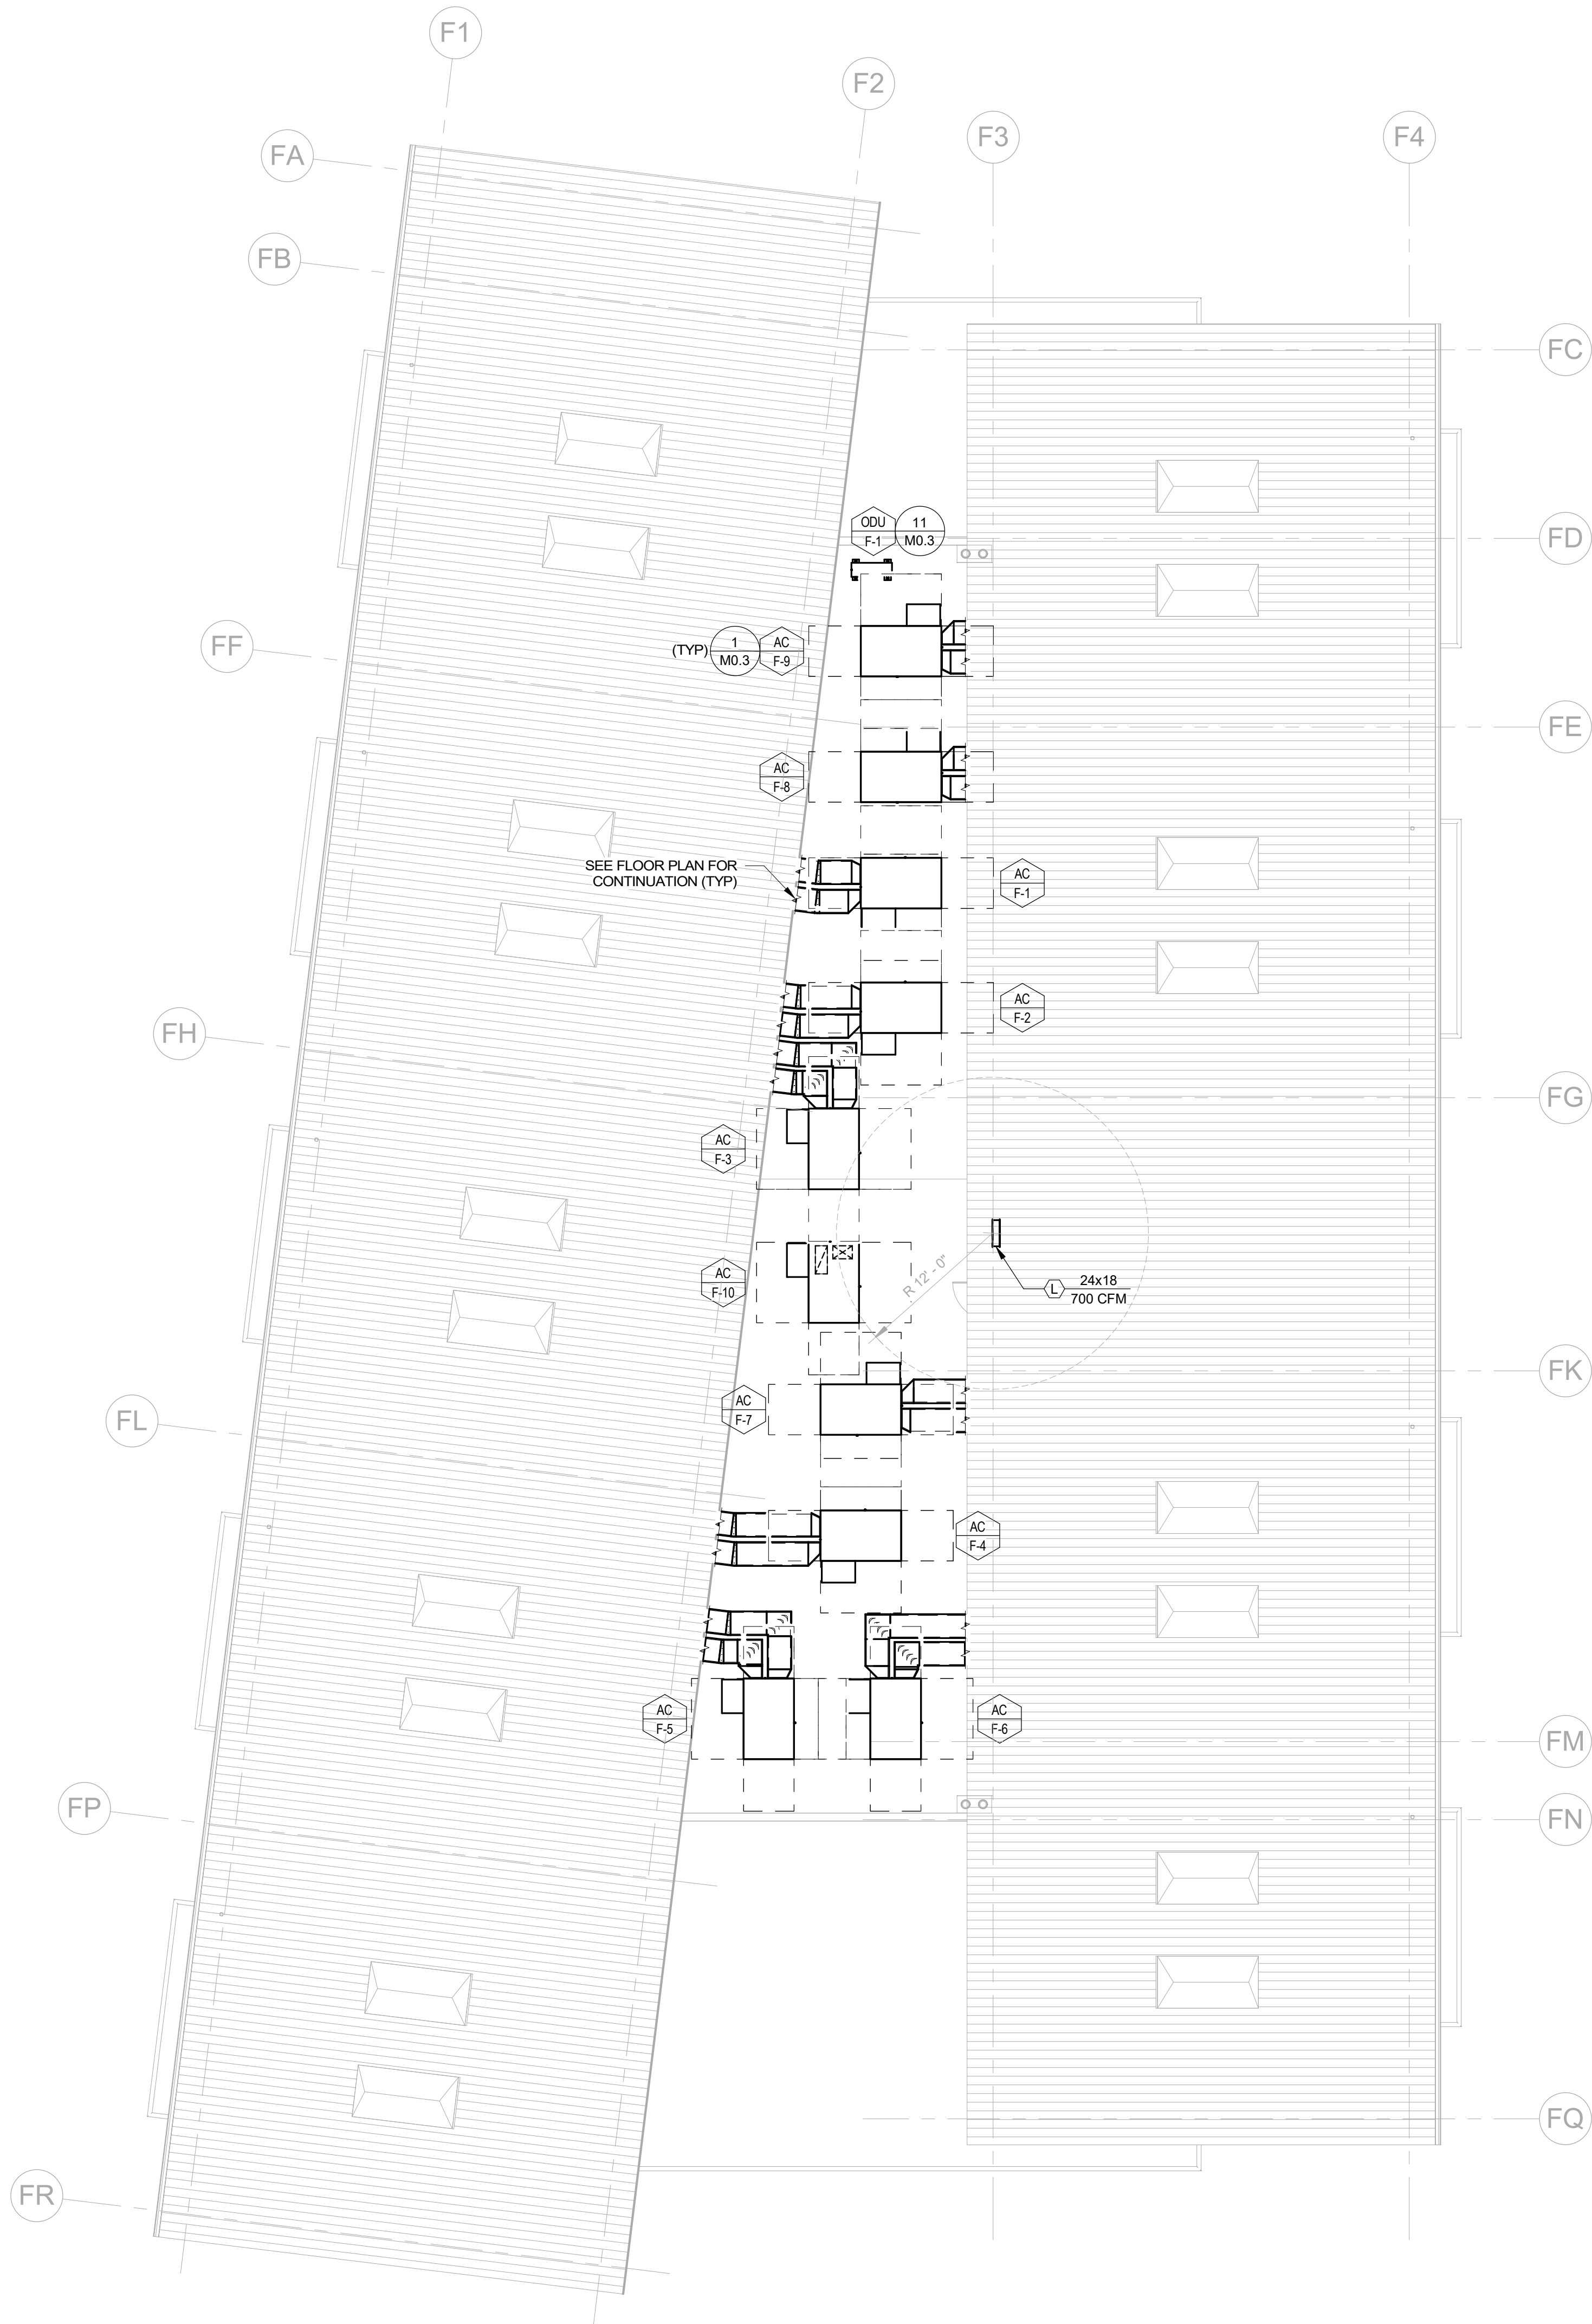 F1
F2
F3
F4
FA
FB
FC
ODU
F-1
11
M0.3
FD
FF
(TYP)
1
M0.3
AC
F-9
FE
AC
F-8
SEE FLOOR PLAN FOR
CONTINUATION (TYP)
AC
F-1
AC
F-2
FH
FG
AC
F-3
AC
F-10
R 12' - 0"
L
24x18
700 CFM
FK
AC
F-7
FL
AC
F-4
AC
F-5
AC
F-6
FM
FP
FN
FQ
FR